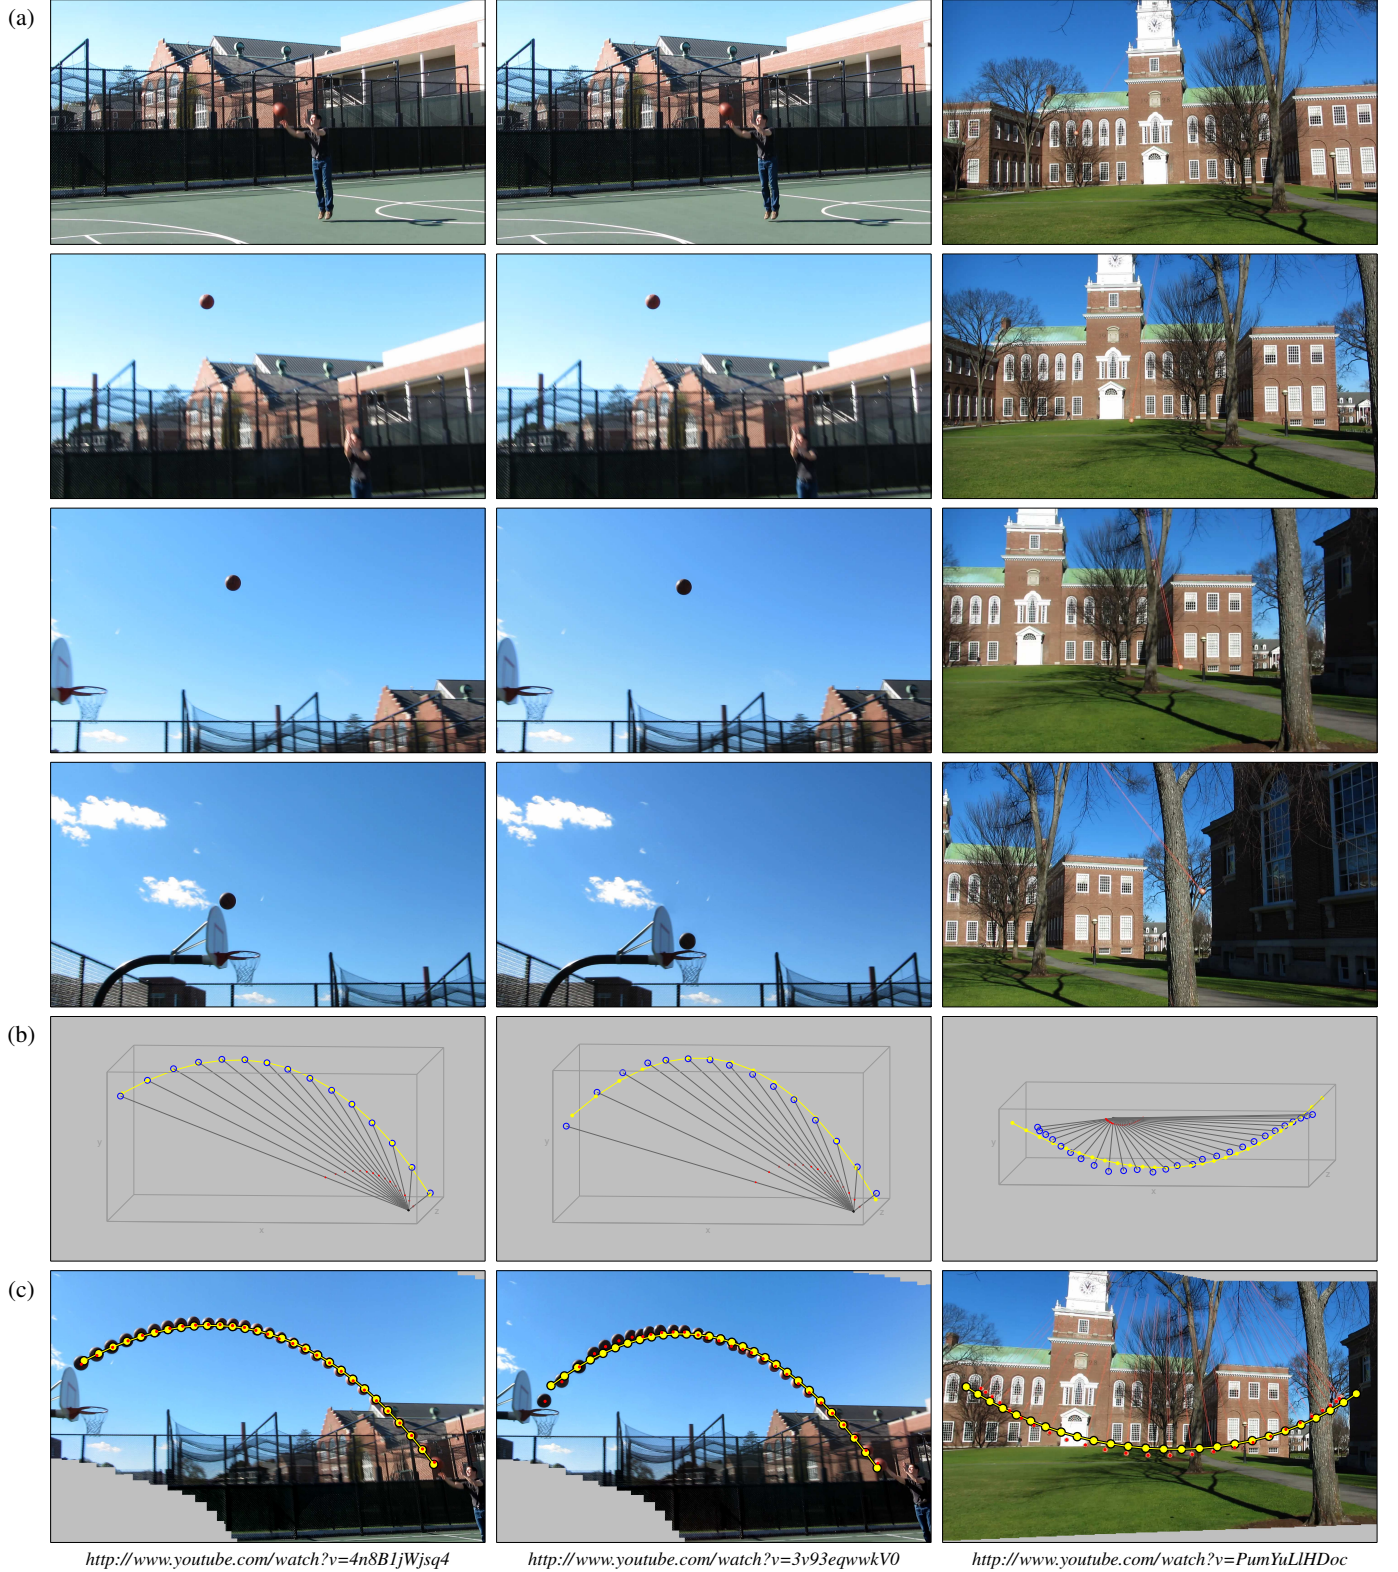 (a)
(b)
y
x
z
y
x
z
y
x
z
(c)
http://www.youtube.com/watch?v=4n8B1jWjsq4
http://www.youtube.com/watch?v=3v93eqwwkV0
http://www.youtube.com/watch?v=PumYuLlHDoc